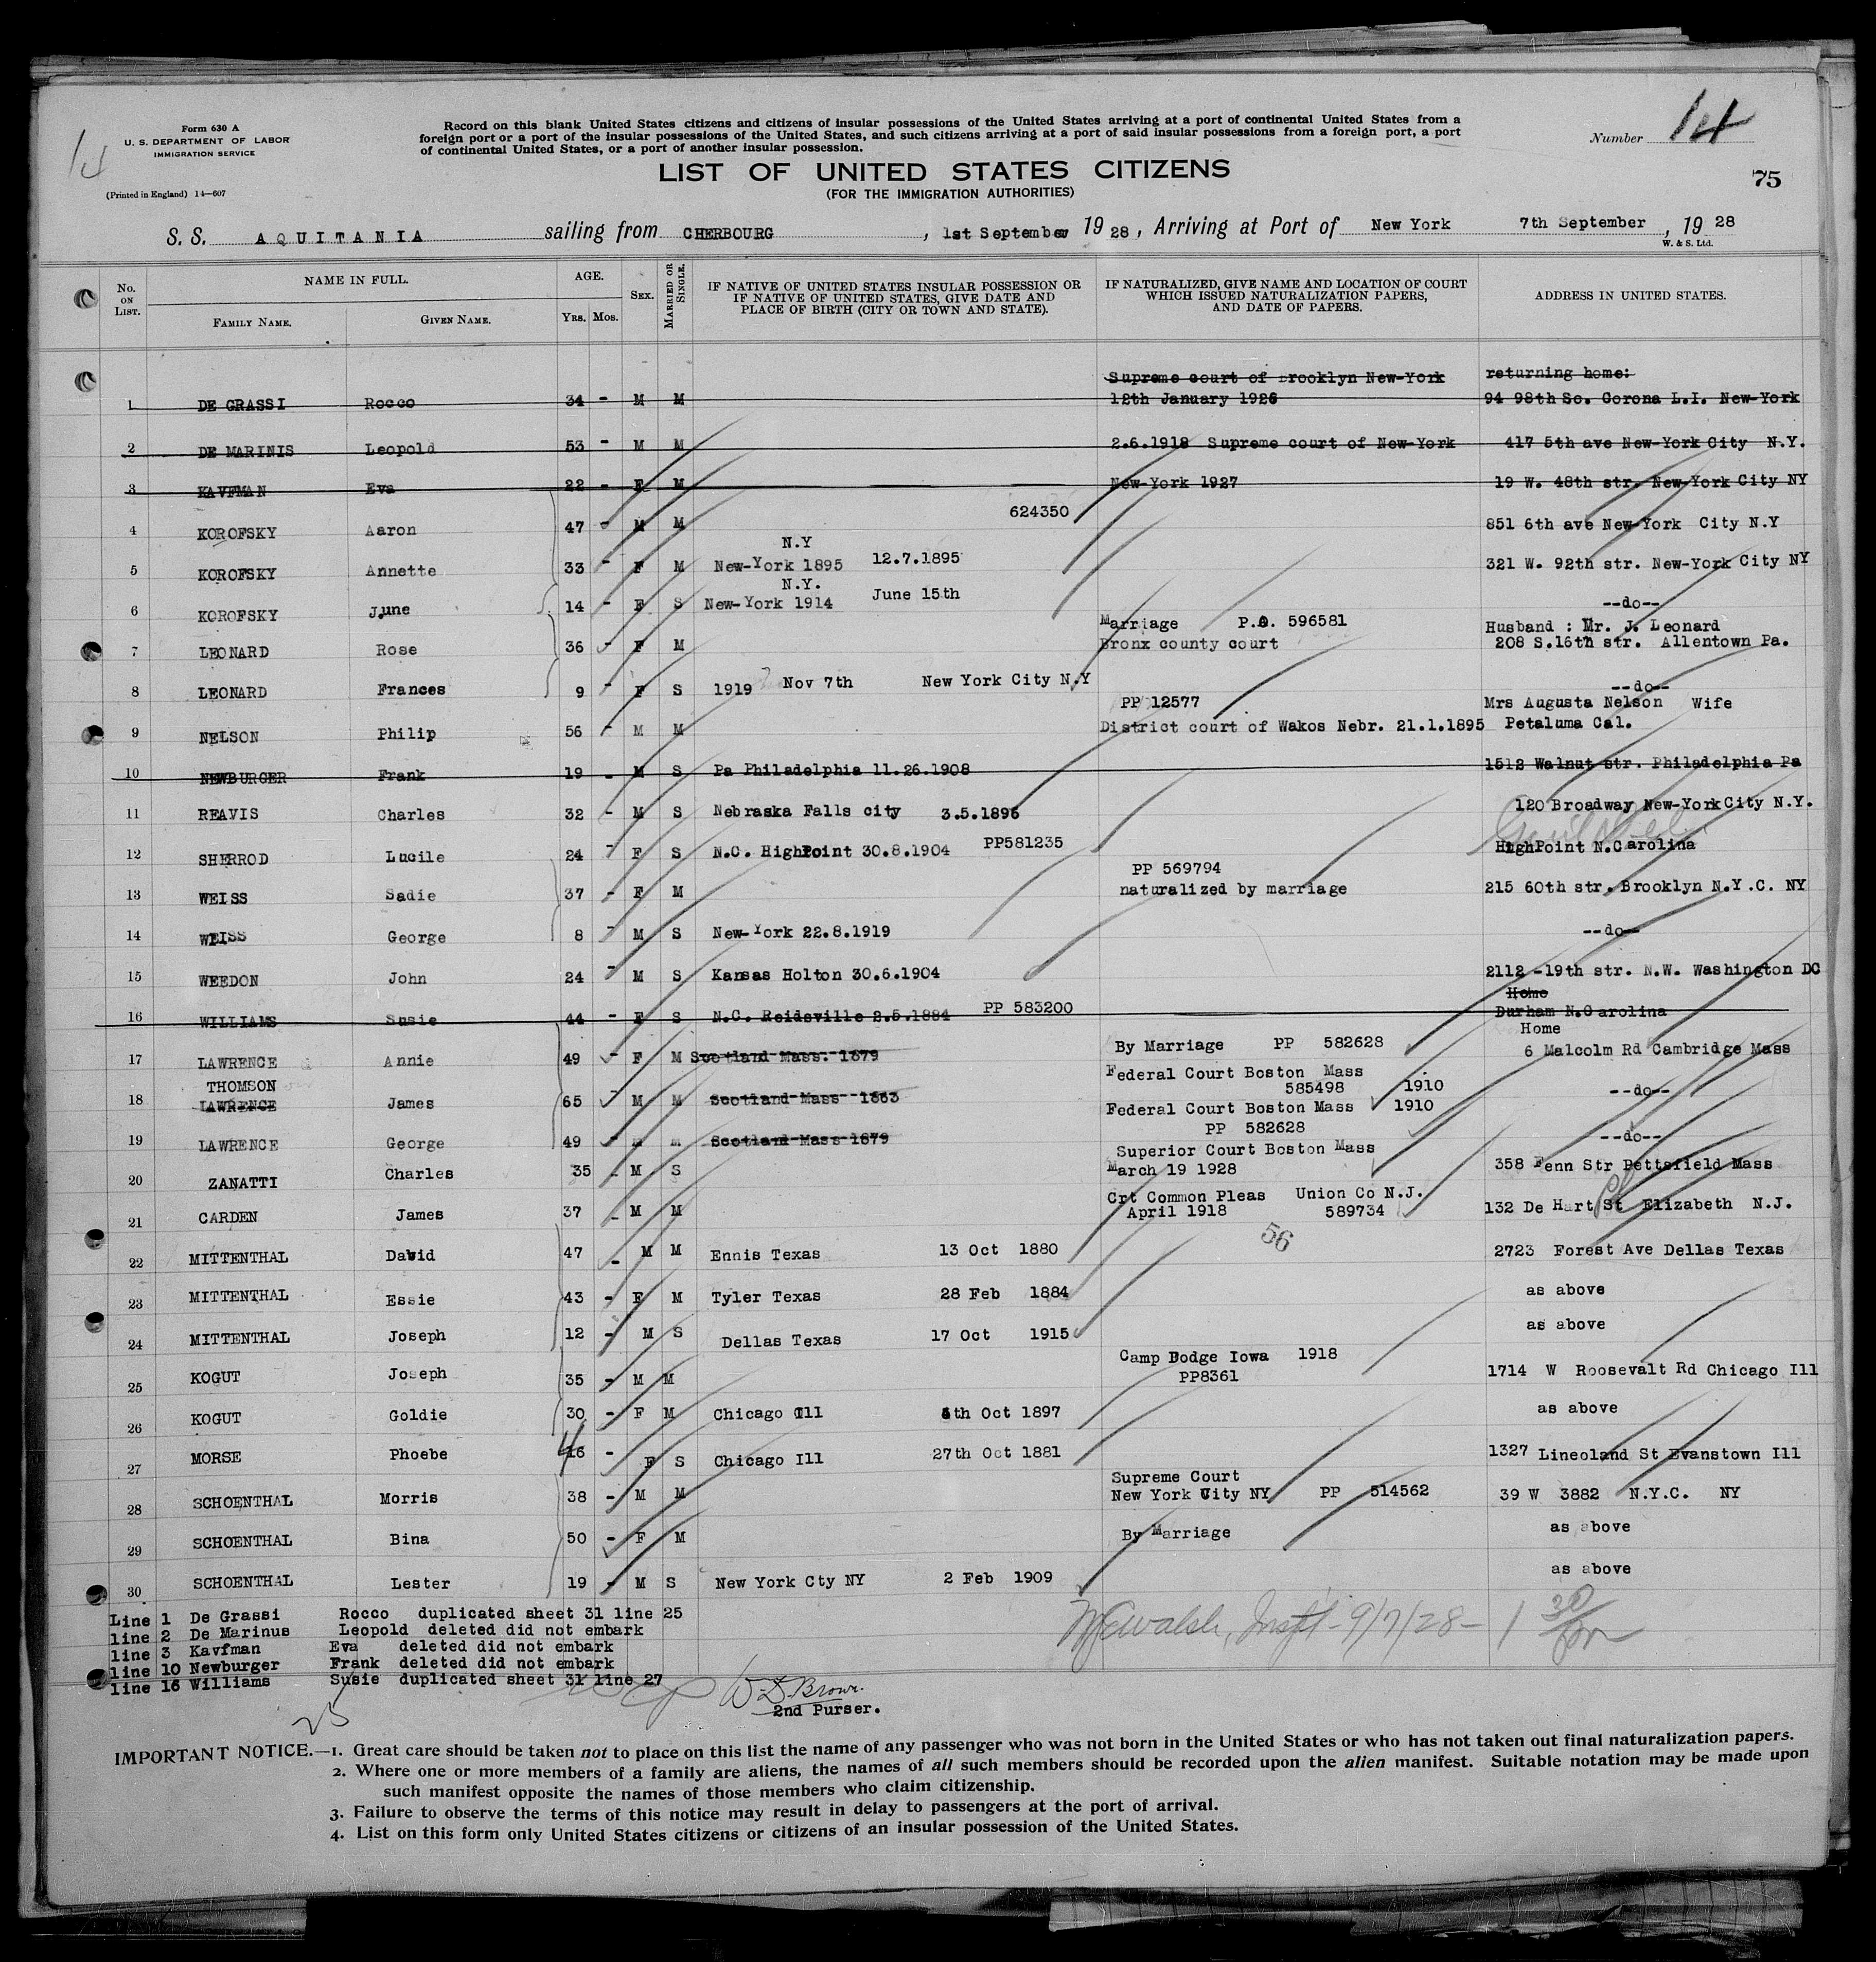 14
Form 630 A
U. S. DEPARTMENT OF LABOR
IMMIGRATION SERVICE
(Printed in England) 14—607
Record on this blank United States citizens and citizens of insular possessions of the United States arriving at a port of continental United States from a
foreign port or a port of the insular possessions of the United States, and such citizens arriving at a port of said insular possessions from a foreign port, a port
of continental United States, or a port of another insular possession.
Number 14
LIST OF UNITED STATES CITIZENS
(FOR THE IMMIGRATION AUTHORITIES)
75
S. S. AQUITANIA sailing from CHERBOURG, 1st September 1928, Arriving at Port of New York 7th September, 1928
W. & S. Ltd.
No. ON LIST. NAME IN FULL. FAMILY NAME. GIVEN NAME. AGE. YRS. MOS. SEX. MARRIED OR SINGLE. IF NATIVE OF UNITED STATES INSULAR POSSESSION OR IF NATIVE OF UNITED STATES, GIVE DATE AND PLACE OF BIRTH (CITY OR TOWN AND STATE). IF NATURALIZED, GIVE NAME AND LOCATION OF COURT WHICH ISSUED NATURALIZATION PAPERS, AND DATE OF PAPERS. ADDRESS IN UNITED STATES.
Supreme court of Brooklyn New-York returning home:
1 DE GRASSI Rocco 34 - M M 12th January 1926 94 98th So. Corona L.I. New-York
2 DE MARINIS Leopold 53 - M M 2.6.1918 Supreme court of New-York 417 5th ave New-York City N.Y.
3 KAVFMAN Eva 22 - F M New-York 1927 19 W. 48th str. New-York City NY
624350
4 KOROFSKY Aaron 47 - M M 851 6th ave New-York City N.Y
N.Y
5 KOROFSKY Annette 33 - F M New-York 1895 12.7.1895 321 W. 92th str. New-York City NY
N.Y.
6 KOROFSKY June 14 - F S New-York 1914 June 15th --do--
Marriage P.O. 596581 Husband : Mr. J. Leonard
7 LEONARD Rose 36 - F M Bronx county court 208 S.16th str. Allentown Pa.
8 LEONARD Frances 9 - F S 1919 ? Nov 7th New York City N.Y --do--
PP 12577 Mrs Augusta Nelson Wife
9 NELSON Philip 56 - M M District court of Wakos Nebr. 21.1.1895 Petaluma Cal.
10 NEWBURGER Frank 19 - M S Pa Philadelphia 11.26.1908 1512 Walnut str. Philadelphia Pa
11 REAVIS Charles 32 - M S Nebraska Falls city 3.5.1896 120 Broadway New-York City N.Y.
12 SHERROD Lucile 24 - F S N.C. HighPoint 30.8.1904 PP581235 HighPoint N.Carolina
PP 569794
13 WEISS Sadie 37 - F M naturalized by marriage 215 60th str. Brooklyn N.Y.C. NY
14 WEISS George 8 - M S New-York 22.8.1919 --do--
15 WEEDON John 24 - M S Kansas Holton 30.6.1904 2112 -19th str. N.W. Washington DC
Home
16 WILLIAMS Susie 44 - F S N.C. Reidsville 2.5.1884 PP 583200 Durham N.Carolina
Home
17 LAWRENCE Annie 49 - F M Scotland Mass. 1879 By Marriage PP 582628 6 Malcolm Rd Cambridge Mass
THOMSON Federal Court Boston Mass
585498 1910
18 LAWRENCE James 65 - M M Scotland Mass 1863 --do--
Federal Court Boston Mass 1910
PP 582628
19 LAWRENCE George 49 - M M Scotland Mass 1879 --do--
Superior Court Boston Mass
20 ZANATTI Charles 35 - M S March 19 1928 358 Fenn Str Pettsfield Mass
Crt Common Pleas Union Co N.J.
21 CARDEN James 37 - M M April 1918 589734 132 De Hart St Elizabeth N.J.
56
22 MITTENTHAL David 47 - M M Ennis Texas 13 Oct 1880 2723 Forest Ave Dellas Texas
23 MITTENTHAL Essie 43 - F M Tyler Texas 28 Feb 1884 as above
24 MITTENTHAL Joseph 12 - M S Dellas Texas 17 Oct 1915 as above
Camp Dodge Iowa 1918
25 KOGUT Joseph 35 - M M PP8361 1714 W Roosevalt Rd Chicago Ill
26 KOGUT Goldie 30 - F M Chicago Ill 5th Oct 1897 as above
27 MORSE Phoebe 46 - F S Chicago Ill 27th Oct 1881 1327 Lineoland St Evanstown Ill
Supreme Court
28 SCHOENTHAL Morris 38 - M M New York City NY PP 514562 39 W 3882 N.Y.C. NY
29 SCHOENTHAL Bina 50 - F M By Marriage as above
30 SCHOENTHAL Lester 19 - M S New York Cty NY 2 Feb 1909 as above
Line 1 De Grassi Rocco duplicated sheet 31 line 25
line 2 De Marinus Leopold deleted did not embark
line 3 Kavfman Eva deleted did not embark
line 10 Newburger Frank deleted did not embark
line 16 Williams Susie duplicated sheet 31 line 27
Walsh, Inspt - 9/7/28 -
W D Brown.
2nd Purser.
25
IMPORTANT NOTICE.—1. Great care should be taken not to place on this list the name of any passenger who was not born in the United States or who has not taken out final naturalization papers.
2. Where one or more members of a family are aliens, the names of all such members should be recorded upon the alien manifest. Suitable notation may be made upon
such manifest opposite the names of those members who claim citizenship.
3. Failure to observe the terms of this notice may result in delay to passengers at the port of arrival.
4. List on this form only United States citizens or citizens of an insular possession of the United States.